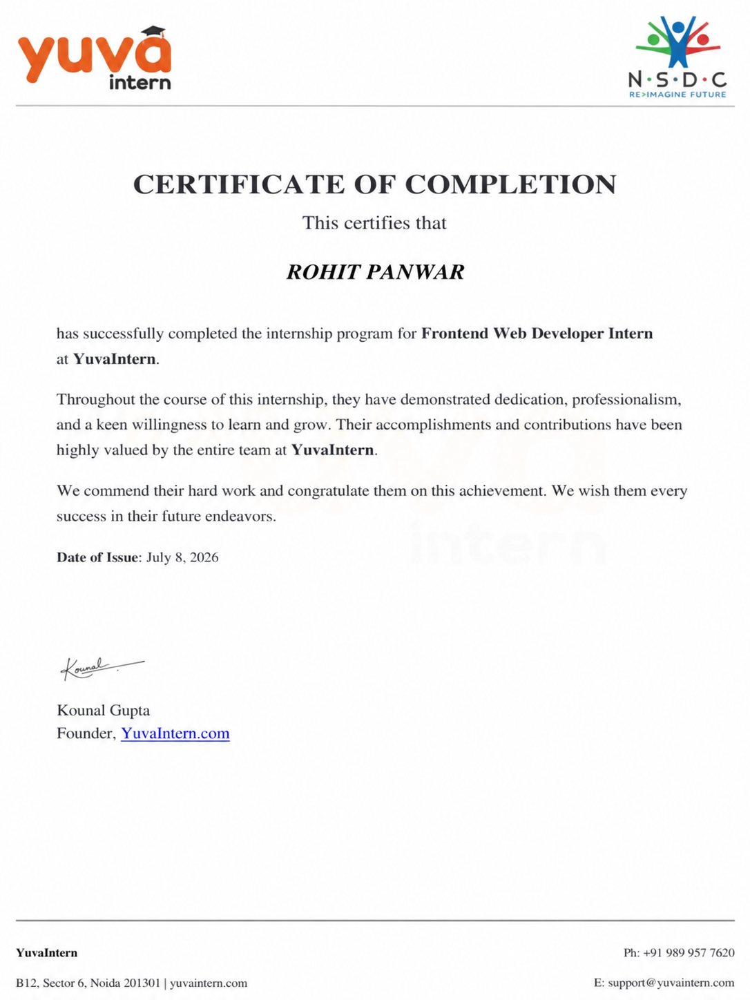 yuva
intern
N·S·D·C
RE>IMAGINE FUTURE
CERTIFICATE OF COMPLETION
This certifies that
ROHIT PANWAR
has successfully completed the internship program for Frontend Web Developer Intern
at YuvaIntern.
Throughout the course of this internship, they have demonstrated dedication, professionalism,
and a keen willingness to learn and grow. Their accomplishments and contributions have been
highly valued by the entire team at YuvaIntern.
We commend their hard work and congratulate them on this achievement. We wish them every
success in their future endeavors.
intern
Date of Issue: July 8, 2026
Kounal
Kounal Gupta
Founder, YuvaIntern.com
YuvaIntern
Ph: +91 989 957 7620
B12, Sector 6, Noida 201301 | yuvaintern.com
E: support@yuvaintern.com